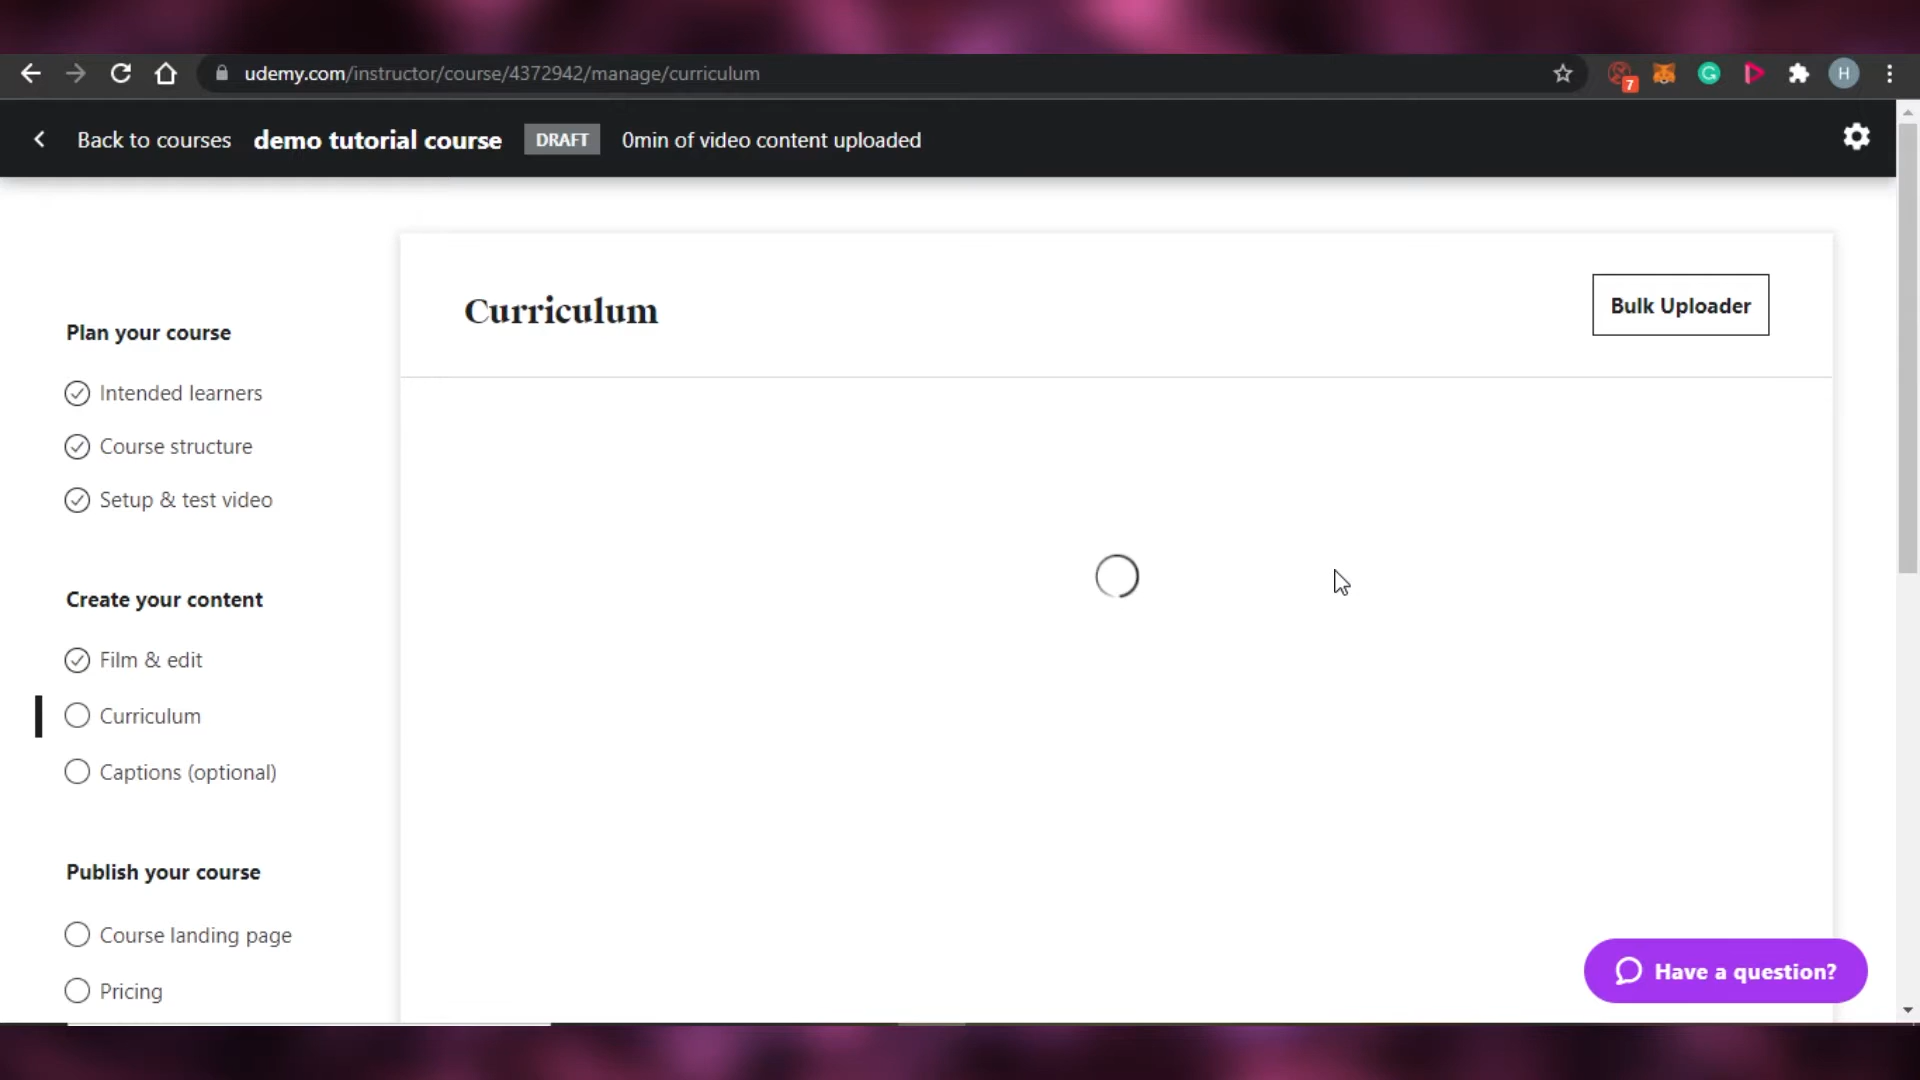 udemy.com/instructor/course/4372942/manage/curriculum
7
H
Back to courses demo tutorial course DRAFT 0min of video content uploaded
Curriculum
Bulk Uploader
Plan your course
Intended learners
Course structure
Setup & test video
Create your content
Film & edit
Curriculum
Captions (optional)
Publish your course
Course landing page
Pricing
Have a question?